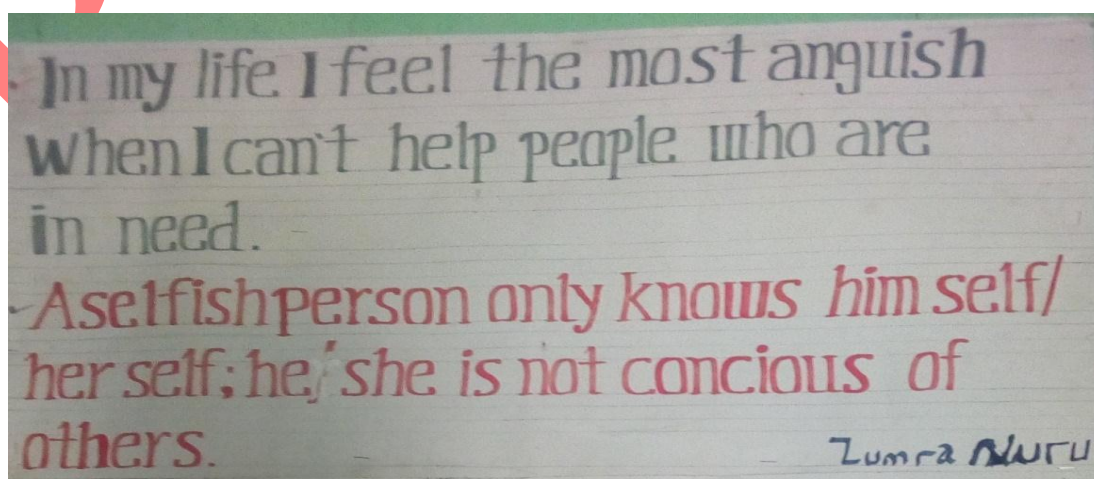 In my life I feel the most anguish
When I can't help people who are
in need.
A selfish person only knows him self/
her self; he/she is not concious of
others.
Zumra Nuru